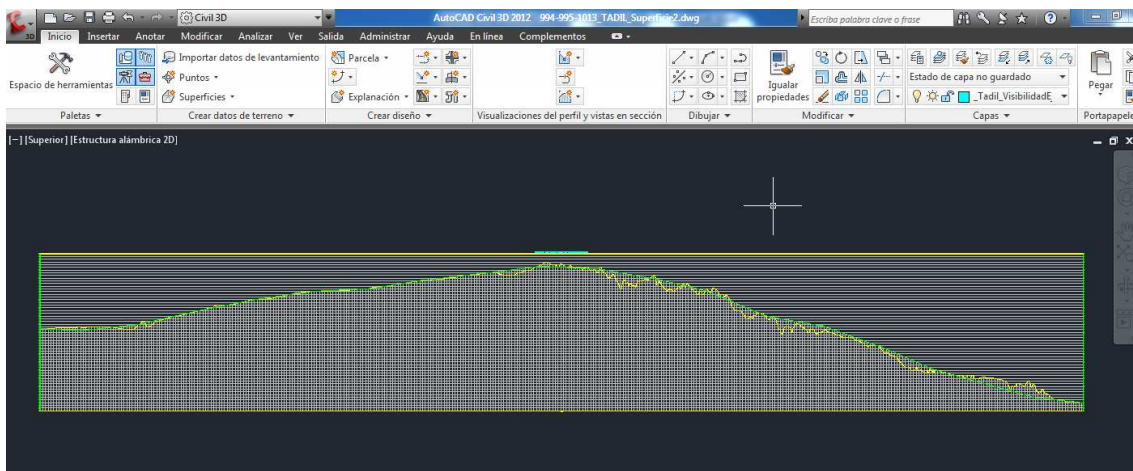 Civil 3D
AutoCAD Civil 3D 2012 994-995-1013_TADIL_Superficie2.dwg
Escriba palabra clave o frase
3D
Inicio Insertar Anotar Modificar Analizar Ver Salida Administrar Ayuda En línea Complementos
Espacio de herramientas
Importar datos de levantamiento
Puntos
Superficies
Parcela
Explanación
Igualar propiedades
Estado de capa no guardado
_Tadil_VisibilidadE
Pegar
Paletas
Crear datos de terreno
Crear diseño
Visualizaciones del perfil y vistas en sección
Dibujar
Modificar
Capas
Portapapele
[−] [Superior] [Estructura alámbrica 2D]